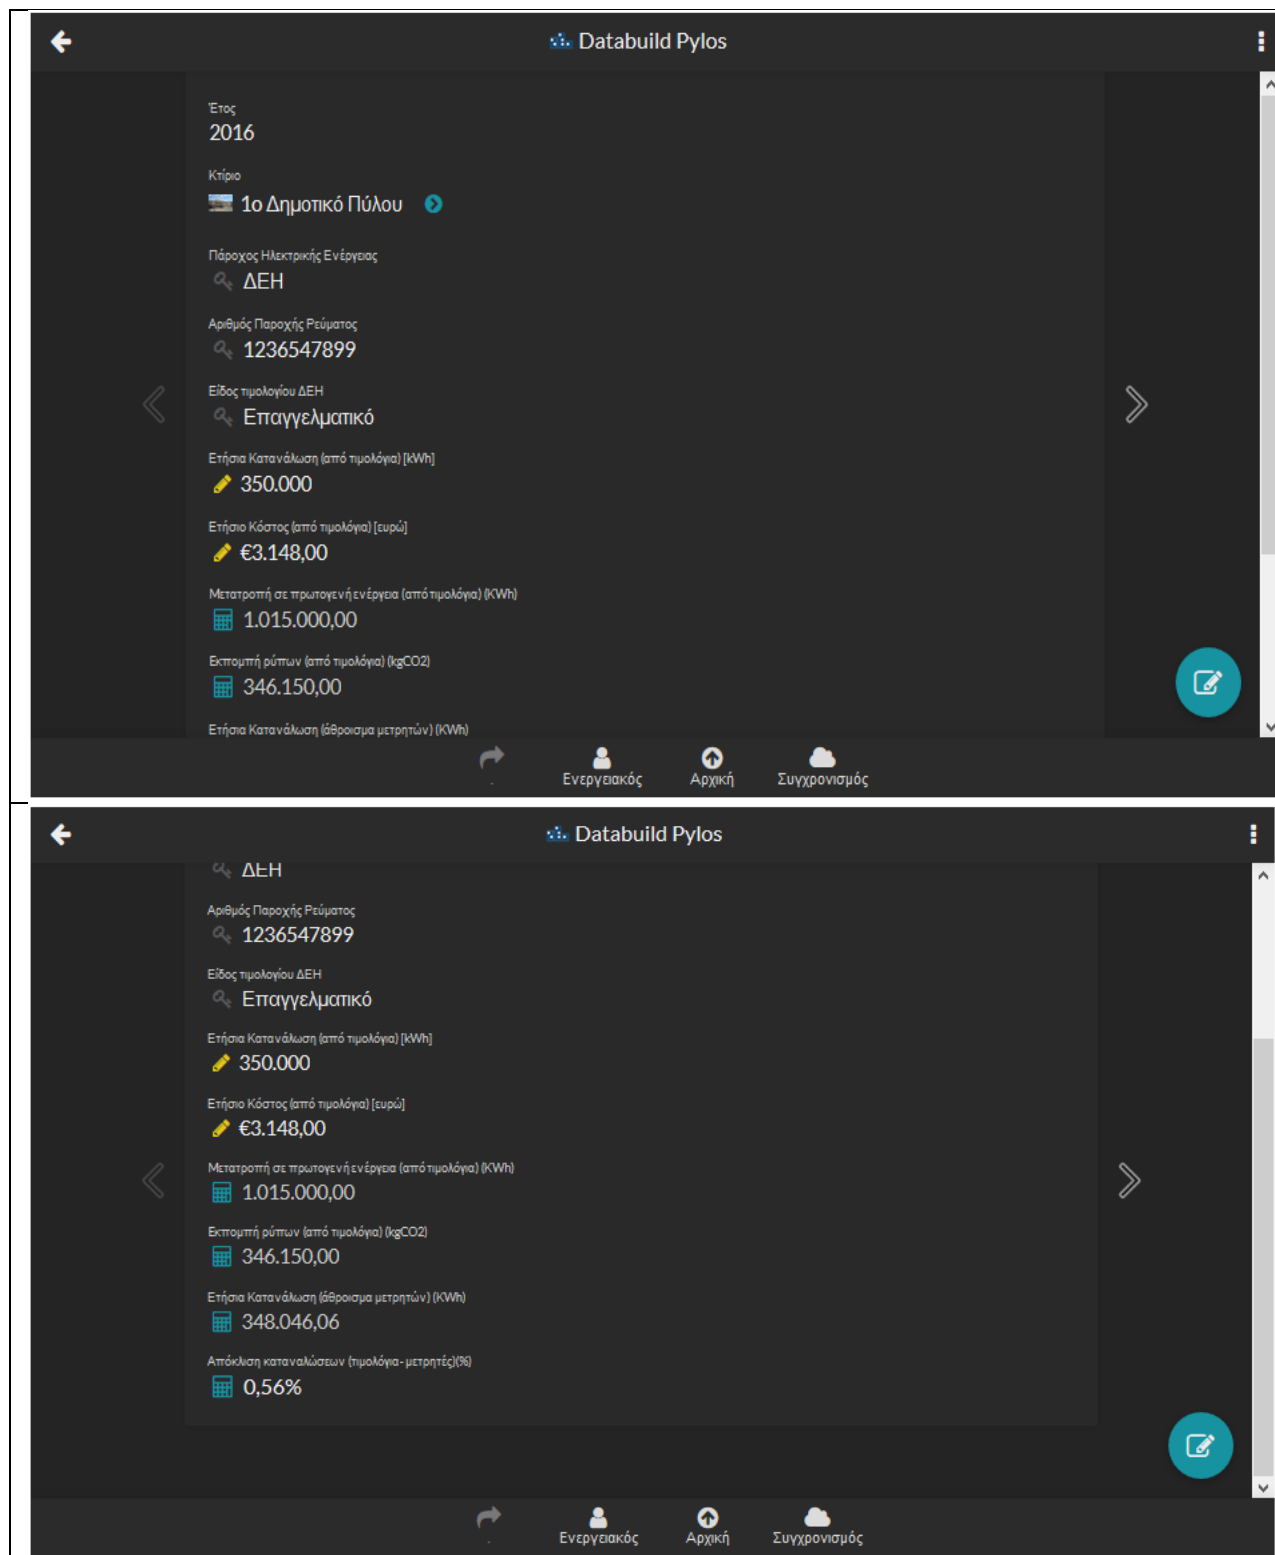 Databuild Pylos
Έτος
2016
Κτίριο
1ο Δημοτικό Πύλου
Πάροχος Ηλεκτρικής Ενέργειας
ΔΕΗ
Αριθμός Παροχής Ρεύματος
1236547899
Είδος τιμολογίου ΔΕΗ
Επαγγελματικό
Ετήσια Κατανάλωση (από τιμολόγια) [kWh]
350.000
Ετήσιο Κόστος (από τιμολόγια) [ευρώ]
€3.148,00
Μετατροπή σε πρωτογενή ενέργεια (από τιμολόγια) (KWh)
1.015.000,00
Εκπομπή ρύπων (από τιμολόγια) (kgCO2)
346.150,00
Ετήσια Κατανάλωση (άθροισμα μετρητών) (KWh)
. Ενεργειακός Αρχική Συγχρονισμός
Databuild Pylos
ΔΕΗ
Αριθμός Παροχής Ρεύματος
1236547899
Είδος τιμολογίου ΔΕΗ
Επαγγελματικό
Ετήσια Κατανάλωση (από τιμολόγια) [kWh]
350.000
Ετήσιο Κόστος (από τιμολόγια) [ευρώ]
€3.148,00
Μετατροπή σε πρωτογενή ενέργεια (από τιμολόγια) (KWh)
1.015.000,00
Εκπομπή ρύπων (από τιμολόγια) (kgCO2)
346.150,00
Ετήσια Κατανάλωση (άθροισμα μετρητών) (KWh)
348.046,06
Απόκλιση καταναλώσεων (τιμολόγια- μετρητές)(%)
0,56%
. Ενεργειακός Αρχική Συγχρονισμός